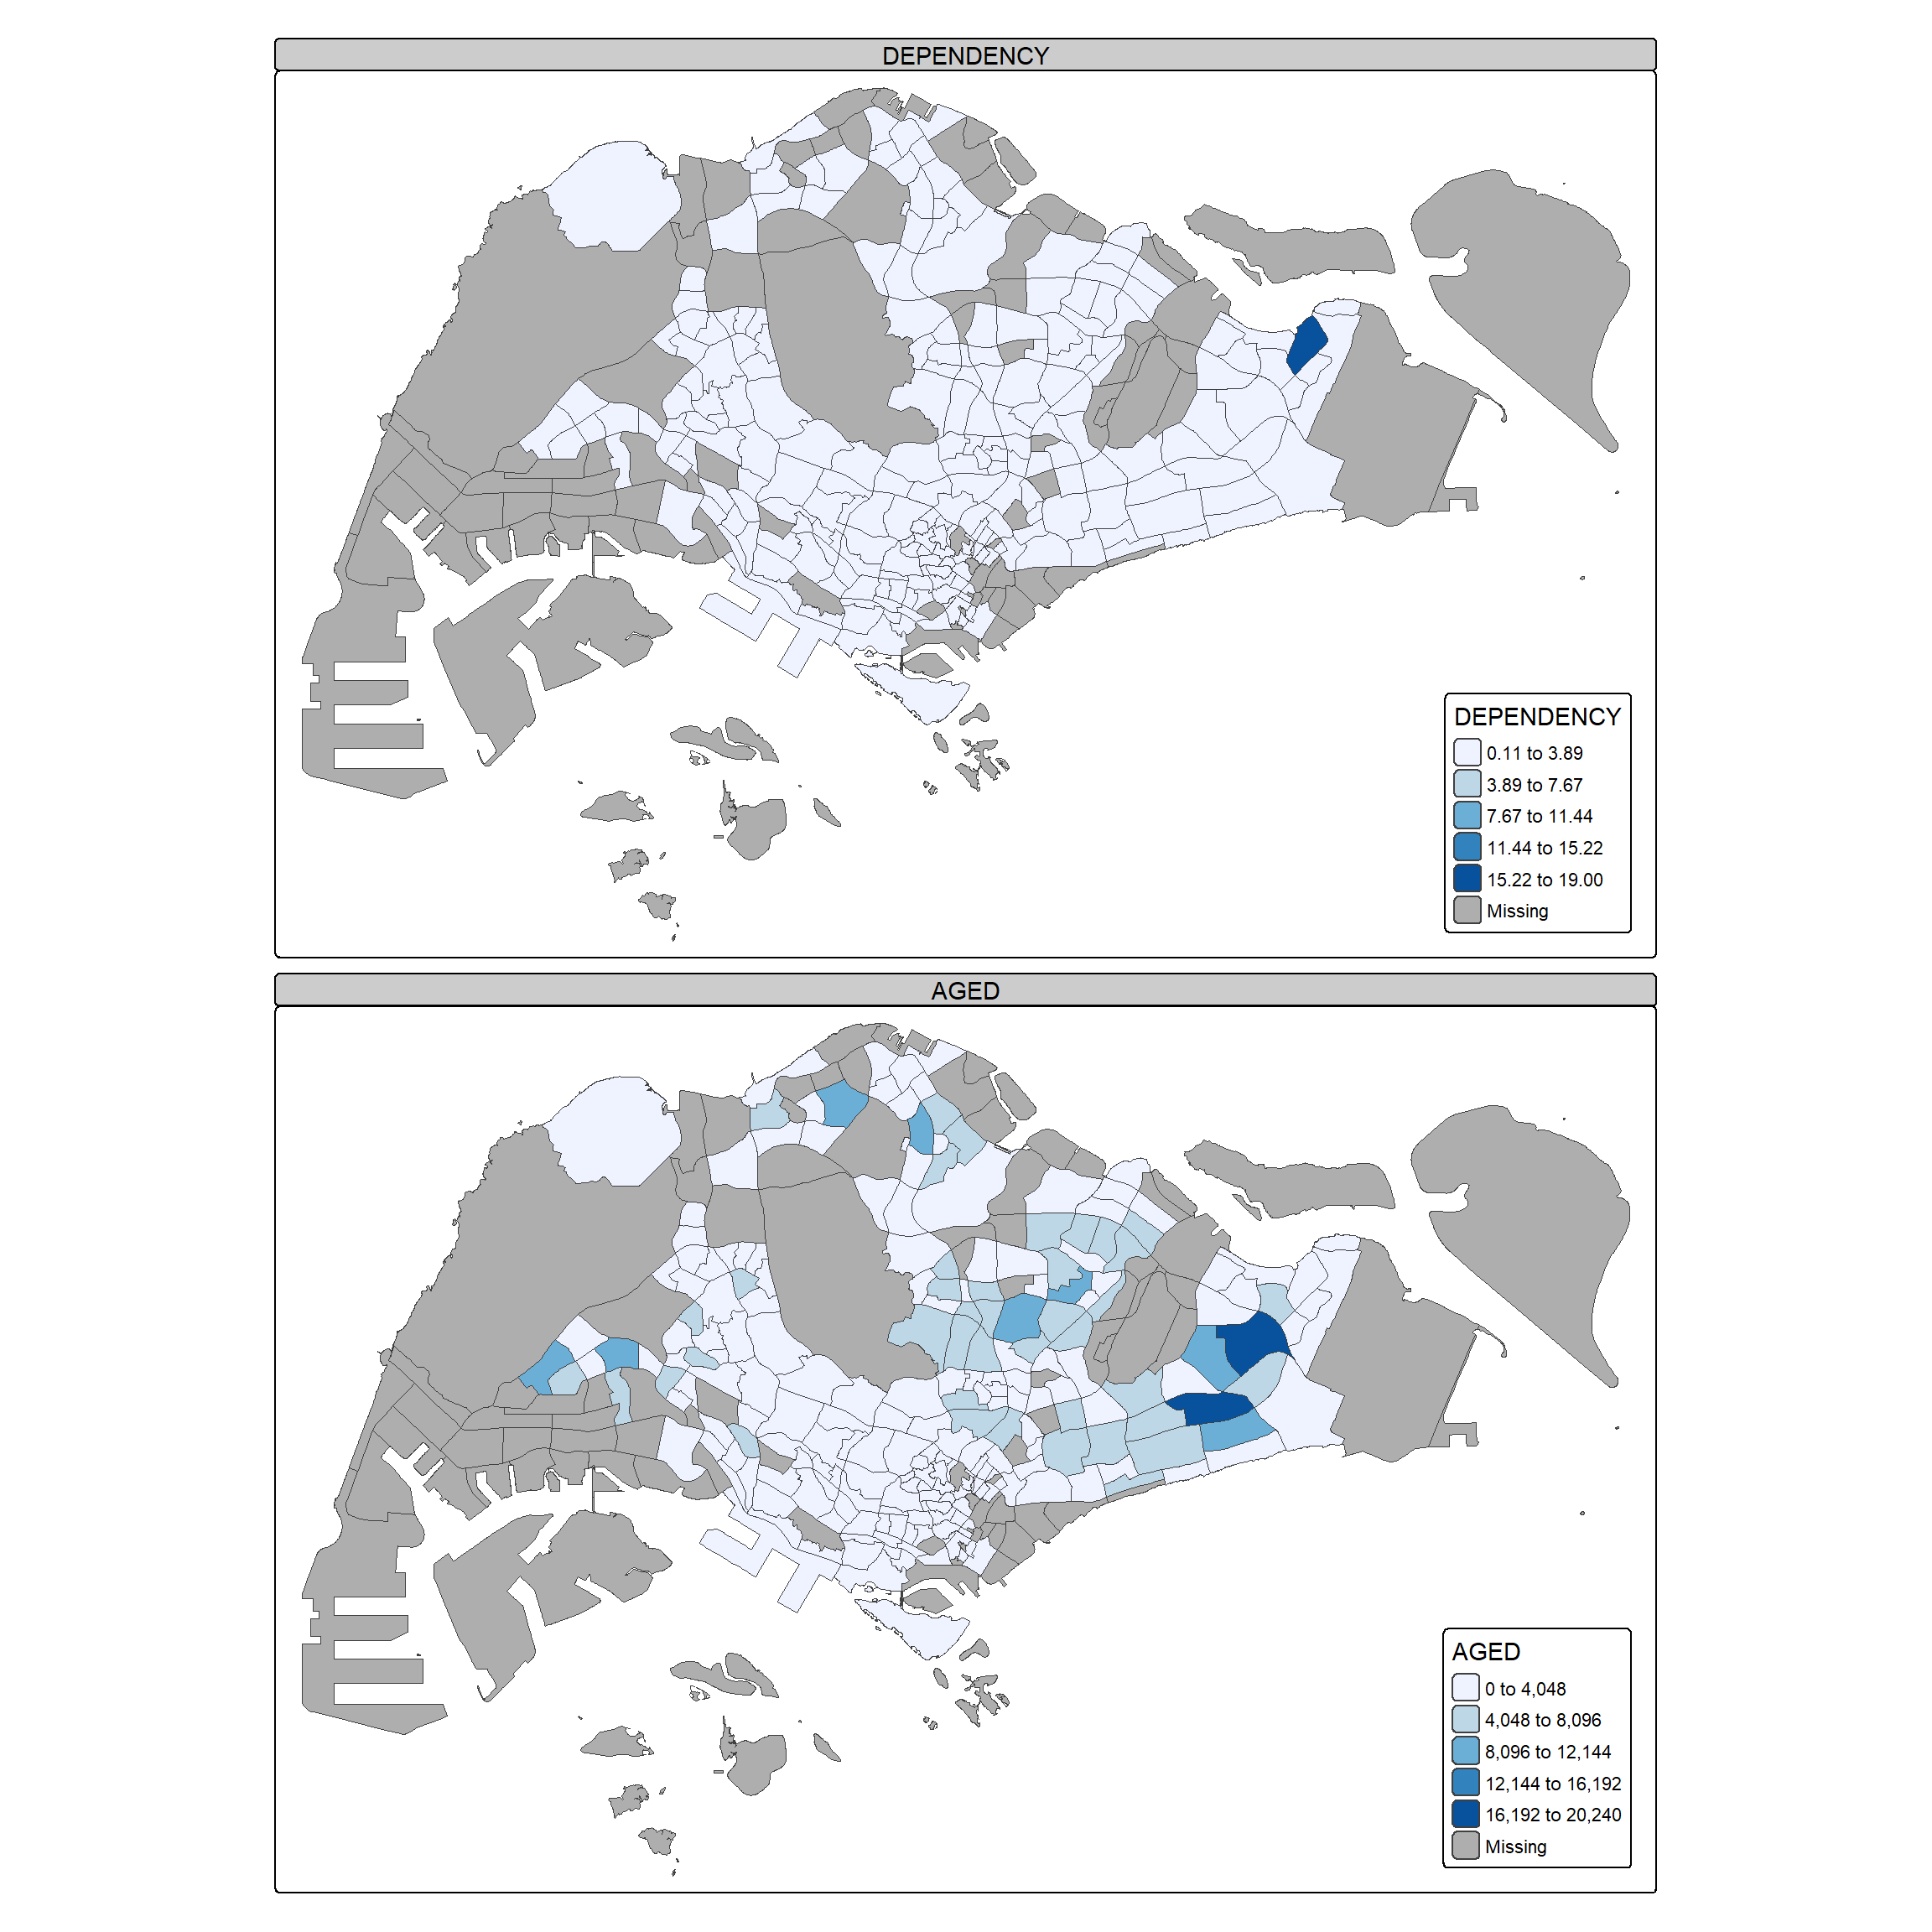 DEPENDENCY
DEPENDENCY
0.11 to 3.89
3.89 to 7.67
7.67 to 11.44
11.44 to 15.22
15.22 to 19.00
Missing
AGED
AGED
0 to 4,048
4,048 to 8,096
8,096 to 12,144
12,144 to 16,192
16,192 to 20,240
Missing